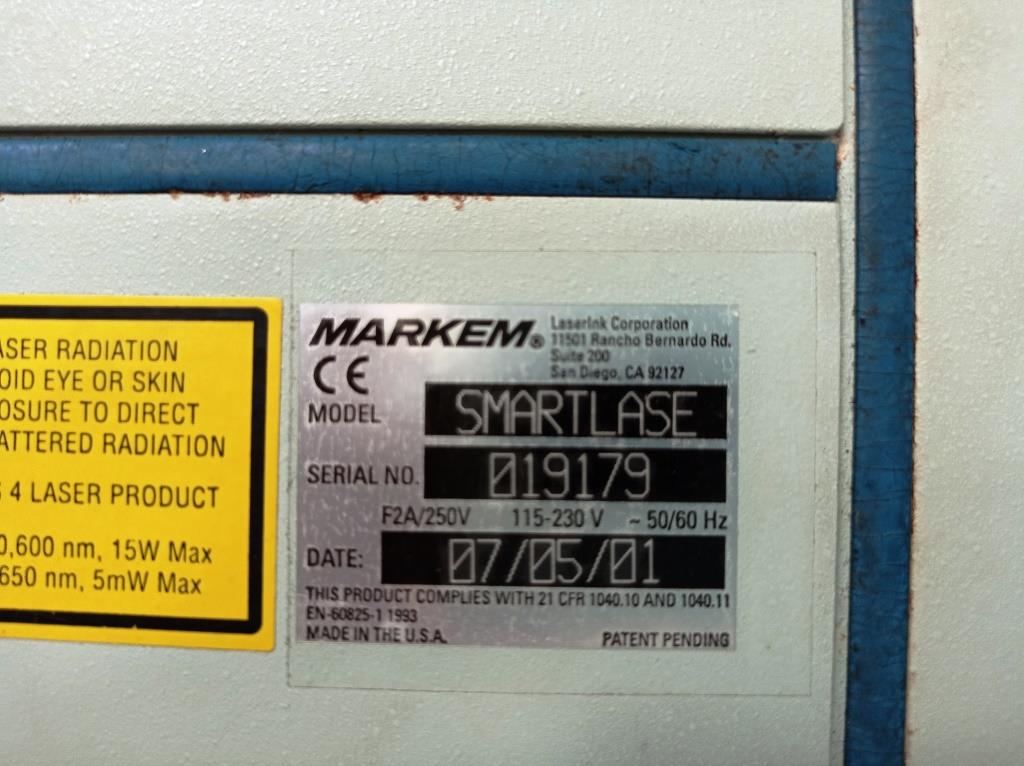 ASER RADIATION
OID EYE OR SKIN
OSURE TO DIRECT
ATTERED RADIATION
S 4 LASER PRODUCT
0,600 nm, 15W Max
650 nm, 5mW Max
MARKEM®
LaserInk Corporation
11501 Rancho Bernardo Rd.
Suite 200
San Diego, CA 92127
CE
MODEL SMARTLASE
SERIAL NO. 019179
F2A/250V 115-230 V ~ 50/60 Hz
DATE: 07/05/01
THIS PRODUCT COMPLIES WITH 21 CFR 1040.10 AND 1040.11
EN-60825-1 1993
MADE IN THE U.S.A. PATENT PENDING